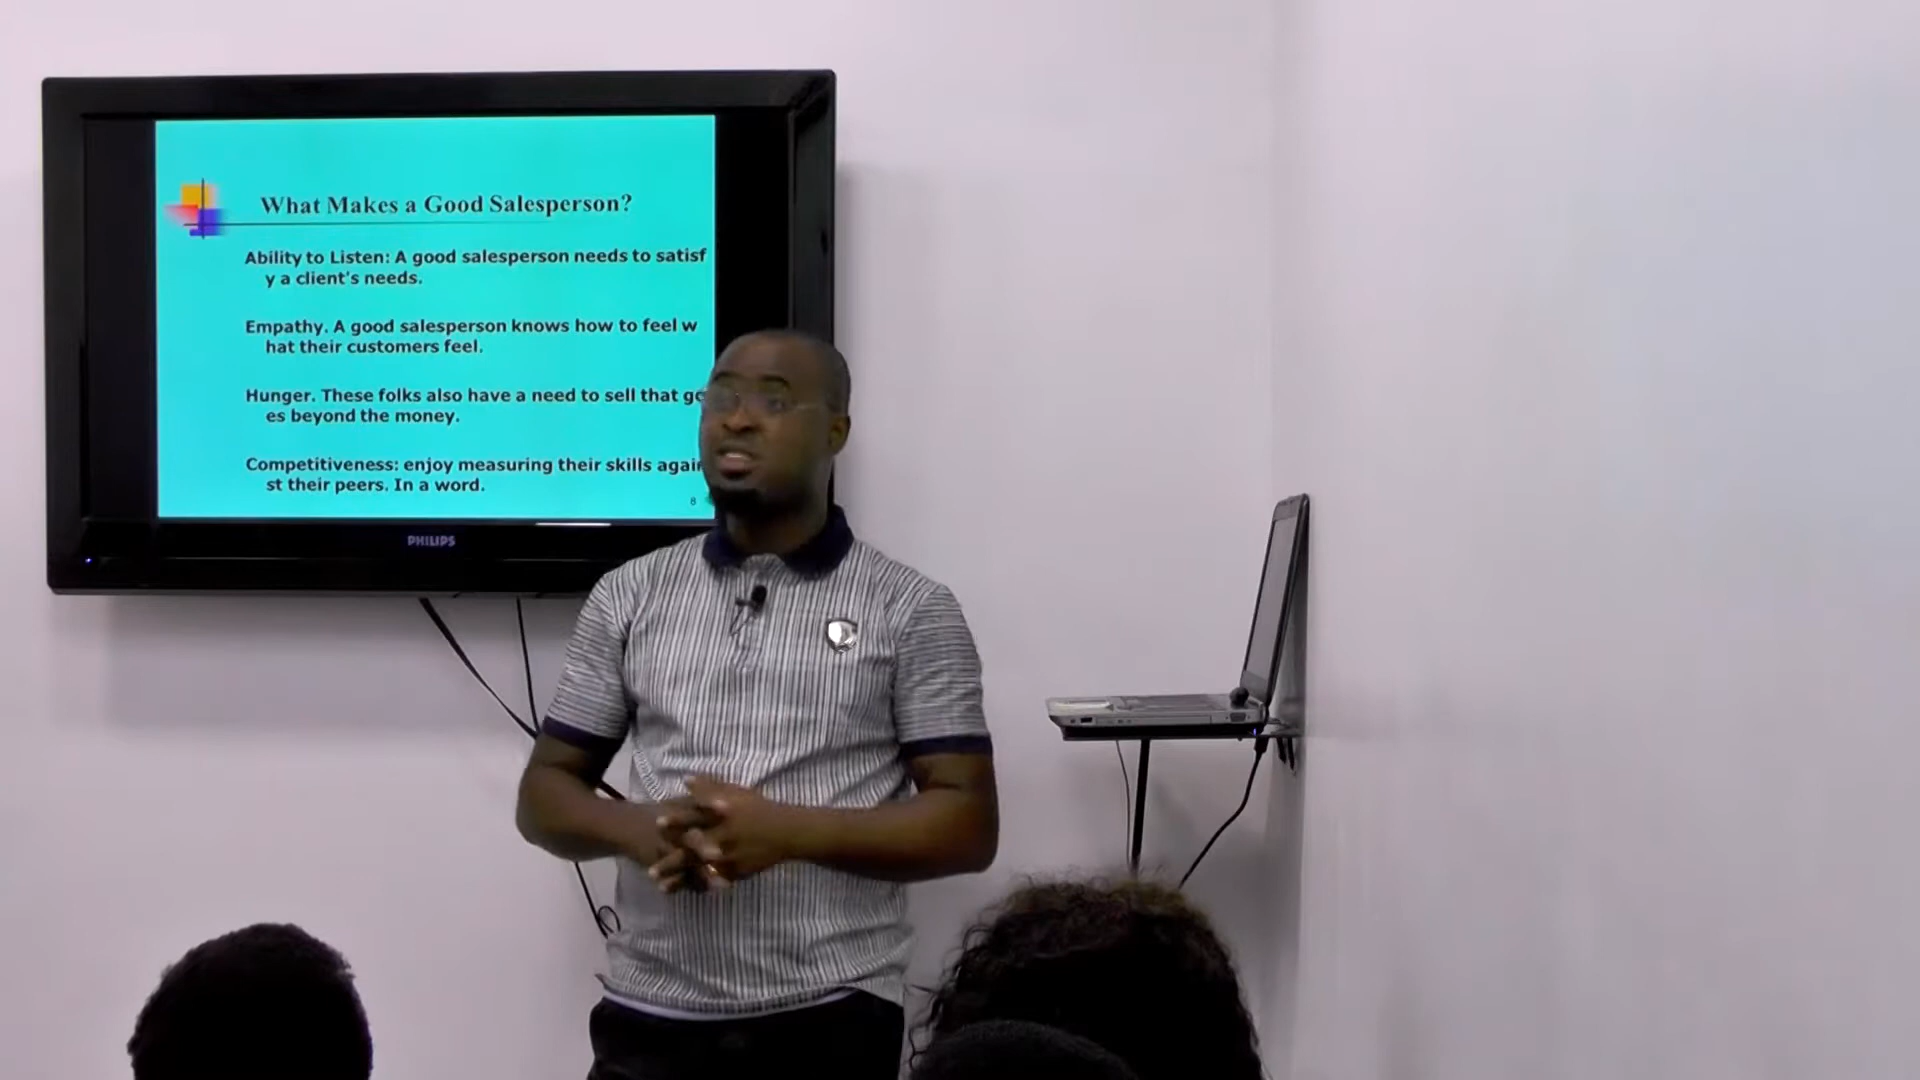 What Makes a Good Salesperson?
Ability to Listen: A good salesperson needs to satisf
y a client's needs.
Empathy. A good salesperson knows how to feel w
hat their customers feel.
Hunger. These folks also have a need to sell that go
es beyond the money.
Competitiveness: enjoy measuring their skills again
st their peers. In a word.
8
PHILIPS